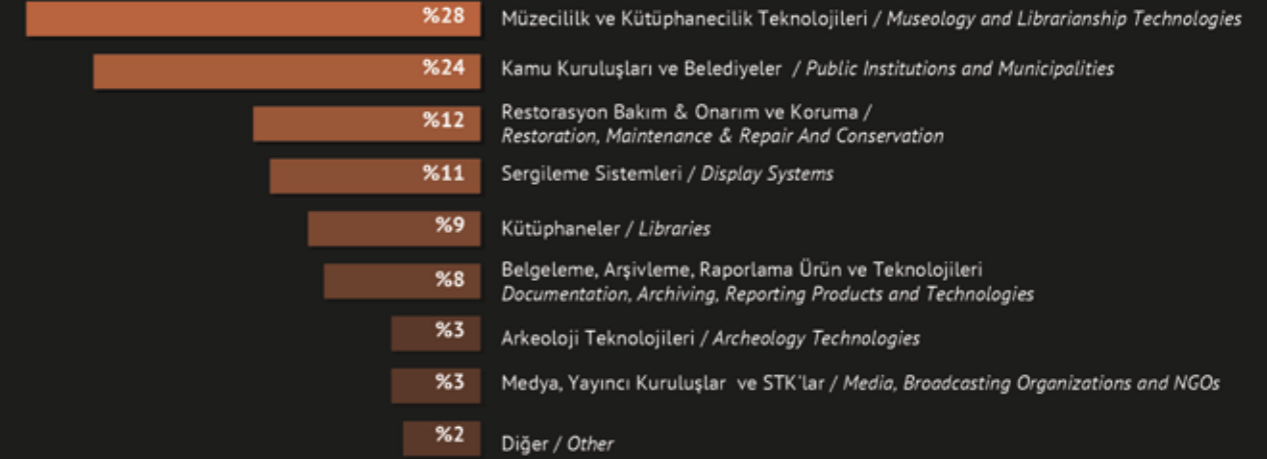 %28 Müzecililk ve Kütüphanecilik Teknolojileri / Museology and Librarianship Technologies
%24 Kamu Kuruluşları ve Belediyeler / Public Institutions and Municipalities
%12 Restorasyon Bakım & Onarım ve Koruma /
Restoration, Maintenance & Repair And Conservation
%11 Sergileme Sistemleri / Display Systems
%9 Kütüphaneler / Libraries
%8 Belgeleme, Arşivleme, Raporlama Ürün ve Teknolojileri
Documentation, Archiving, Reporting Products and Technologies
%3 Arkeoloji Teknolojileri / Archeology Technologies
%3 Medya, Yayıncı Kuruluşlar ve STK'lar / Media, Broadcasting Organizations and NGOs
%2 Diğer / Other